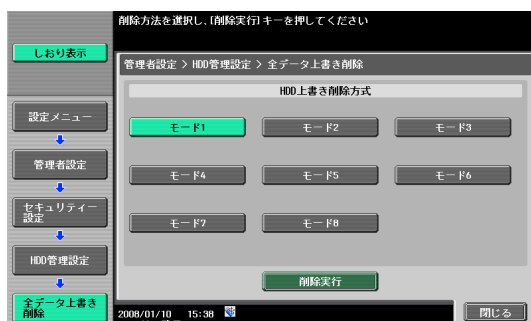 削除方法を選択し、[削除実行]キーを押してください
しおり表示
管理者設定 > HDD管理設定 > 全データ上書き削除
HDD上書き削除方式
設定メニュー
管理者設定
セキュリティー
設定
HDD管理設定
全データ上書き
削除
モード1
モード2
モード3
モード4
モード5
モード6
モード7
モード8
削除実行
2008/01/10 15:38
閉じる